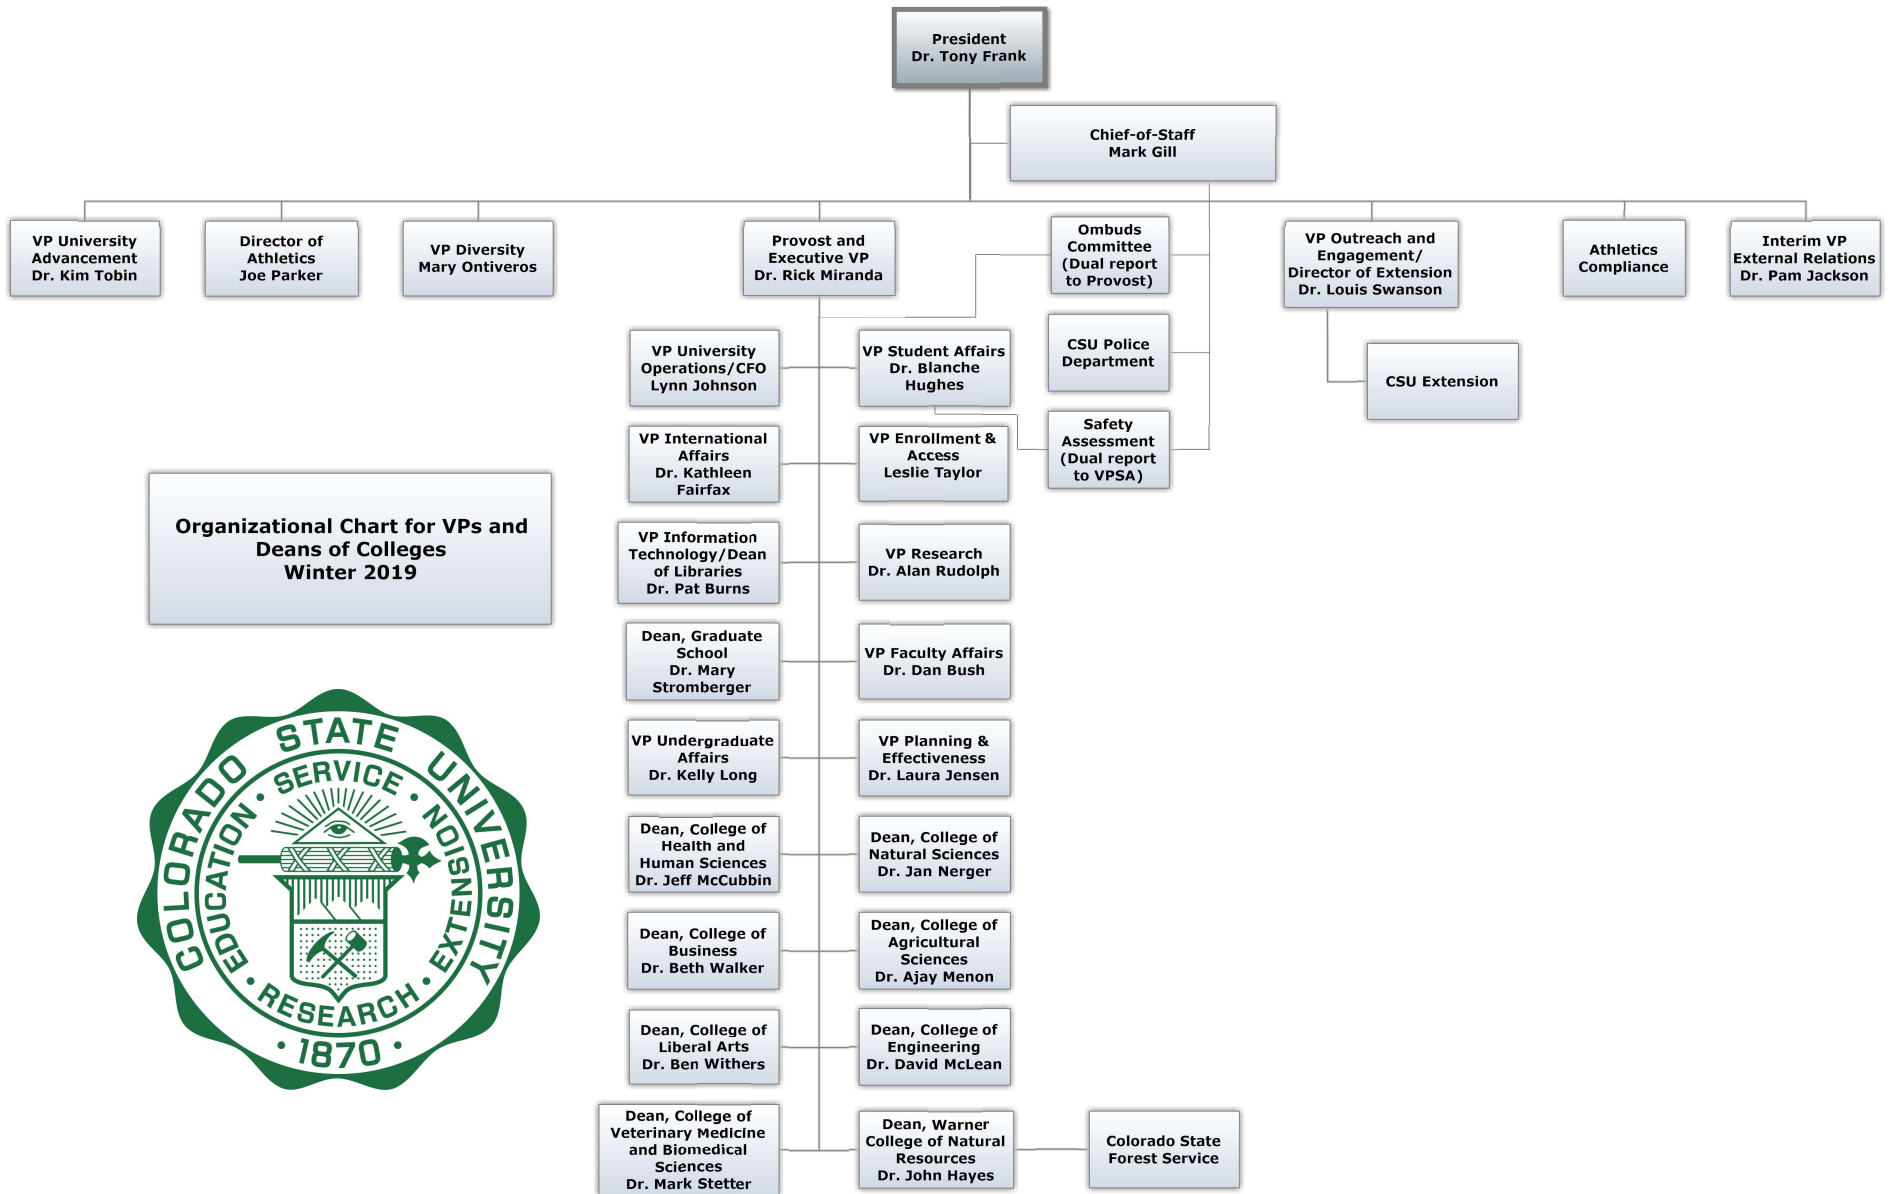 President
Dr. Tony Frank
Chief-of-Staff
Mark Gill
VP University
Advancement
Dr. Kim Tobin
Director of
Athletics
Joe Parker
VP Diversity
Mary Ontiveros
Provost and
Executive VP
Dr. Rick Miranda
Ombuds
Committee
(Dual report
to Provost)
VP Outreach and
Engagement/
Director of Extension
Dr. Louis Swanson
Athletics
Compliance
Interim VP
External Relations
Dr. Pam Jackson
VP University
Operations/CFO
Lynn Johnson
VP Student Affairs
Dr. Blanche
Hughes
CSU Police
Department
CSU Extension
VP International
Affairs
Dr. Kathleen
Fairfax
VP Enrollment &
Access
Leslie Taylor
Safety
Assessment
(Dual report
to VPSA)
Organizational Chart for VPs and
Deans of Colleges
Winter 2019
VP Information
Technology/Dean
of Libraries
Dr. Pat Burns
VP Research
Dr. Alan Rudolph
Dean, Graduate
School
Dr. Mary
Stromberger
VP Faculty Affairs
Dr. Dan Bush
VP Undergraduate
Affairs
Dr. Kelly Long
VP Planning &
Effectiveness
Dr. Laura Jensen
Dean, College of
Health and
Human Sciences
Dr. Jeff McCubbin
Dean, College of
Natural Sciences
Dr. Jan Nerger
Dean, College of
Business
Dr. Beth Walker
Dean, College of
Agricultural
Sciences
Dr. Ajay Menon
Dean, College of
Liberal Arts
Dr. Ben Withers
Dean, College of
Engineering
Dr. David McLean
Dean, College of
Veterinary Medicine
and Biomedical
Sciences
Dr. Mark Stetter
Dean, Warner
College of Natural
Resources
Dr. John Hayes
Colorado State
Forest Service
COLORADO STATE UNIVERSITY
EDUCATION • SERVICE • EXTENSION • RESEARCH •
• 1870 •